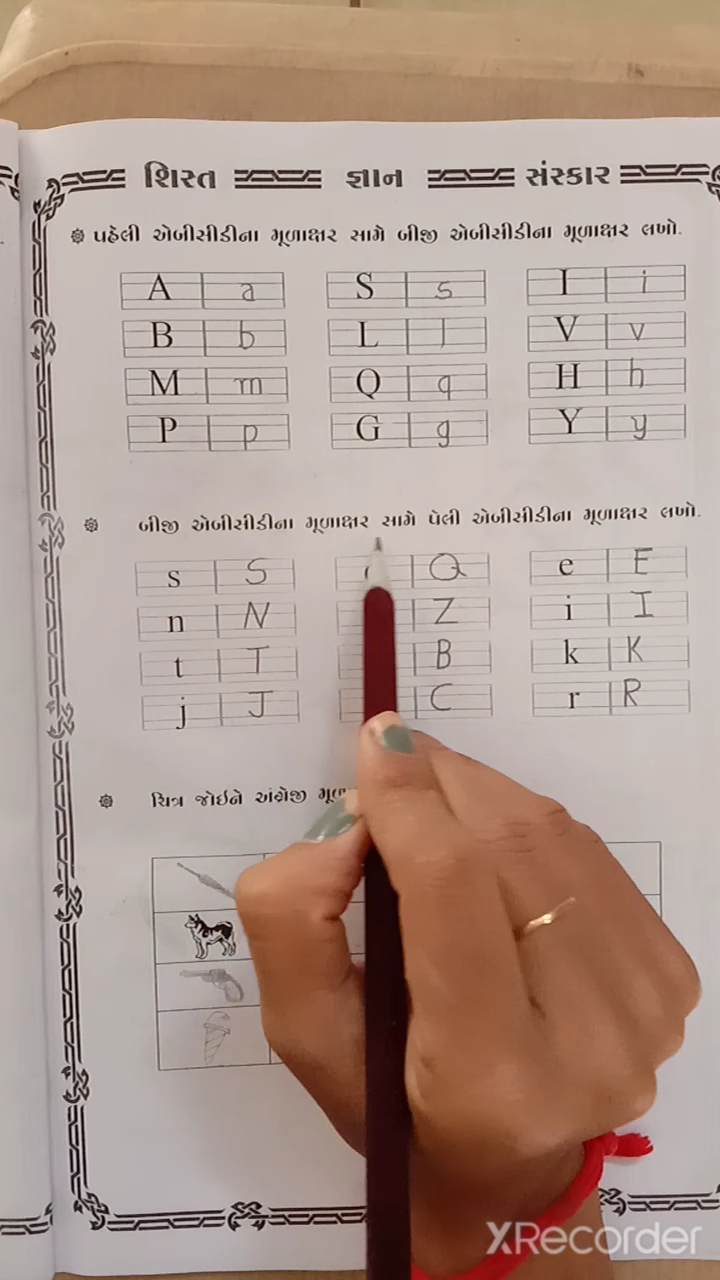 શિસ્ત જ્ઞાન સંસ્કાર
પહેલી એબીસીડીના મૂળાક્ષર સામે બીજી એબીસીડીના મૂળાક્ષર લખો.
A a S s I i
B b L l V v
M m Q q H h
P p G g Y y
બીજી એબીસીડીના મૂળાક્ષર સામે પેલી એબીસીડીના મૂળાક્ષર લખો.
s S Q e E
n N Z i I
t T B k K
j J C r R
ચિત્ર જોઈને અંગ્રેજી
XRecorder